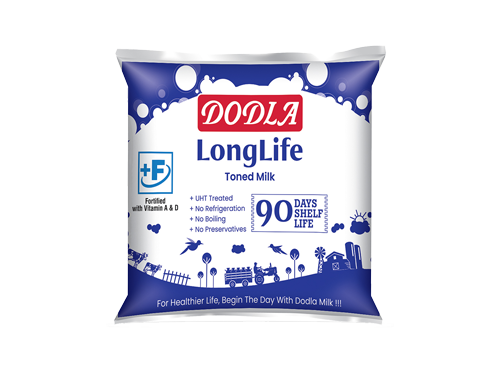 DODLA
LongLife
Toned Milk
+F
Fortified
with Vitamin A & D
+ UHT Treated
+ No Refrigeration
+ No Boiling
+ No Preservatives
90 DAYS
SHELF
LIFE
For Healthier Life, Begin The Day With Dodla Milk !!!